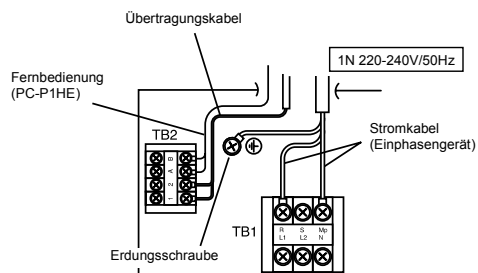 Übertragungskabel
1N 220-240V/50Hz
Fernbedienung
(PC-P1HE)
TB2
B
A
2
1
Stromkabel
(Einphasengerät)
TB1
R
L1
S
L2
Mp
N
Erdungsschraube